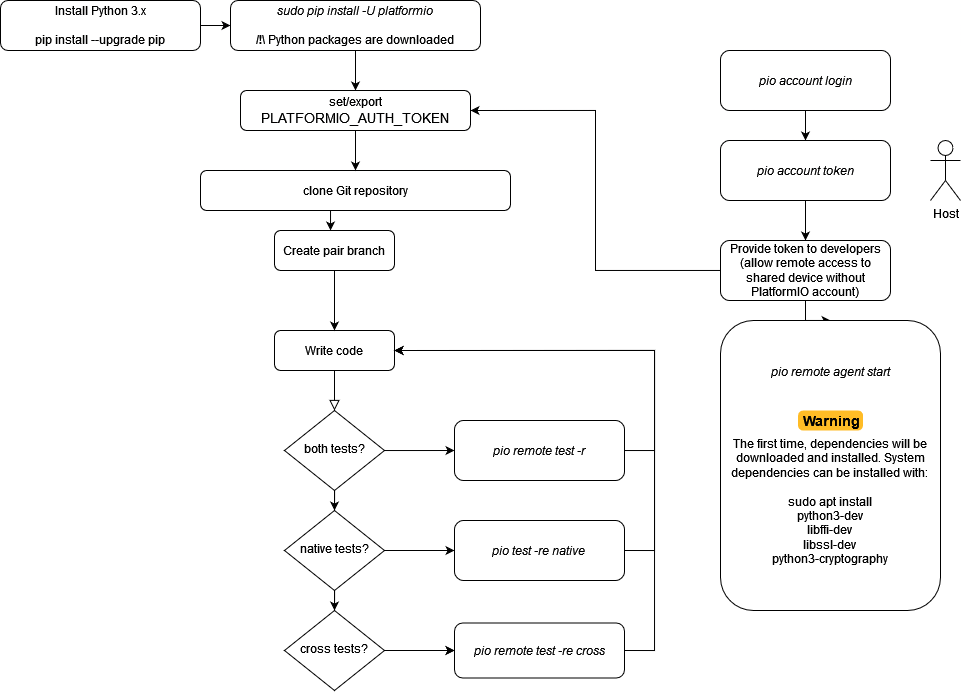 Install Python 3.x
pip install --upgrade pip
sudo pip install -U platformio
/!\ Python packages are downloaded
set/export
PLATFORMIO_AUTH_TOKEN
clone Git repository
Create pair branch
Write code
both tests?
pio remote test -r
native tests?
pio test -re native
cross tests?
pio remote test -re cross
pio account login
pio account token
Host
Provide token to developers
(allow remote access to
shared device without
PlatformIO account)
pio remote agent start
Warning
The first time, dependencies will be
downloaded and installed. System
dependencies can be installed with:
sudo apt install
python3-dev
libffi-dev
libssl-dev
python3-cryptography